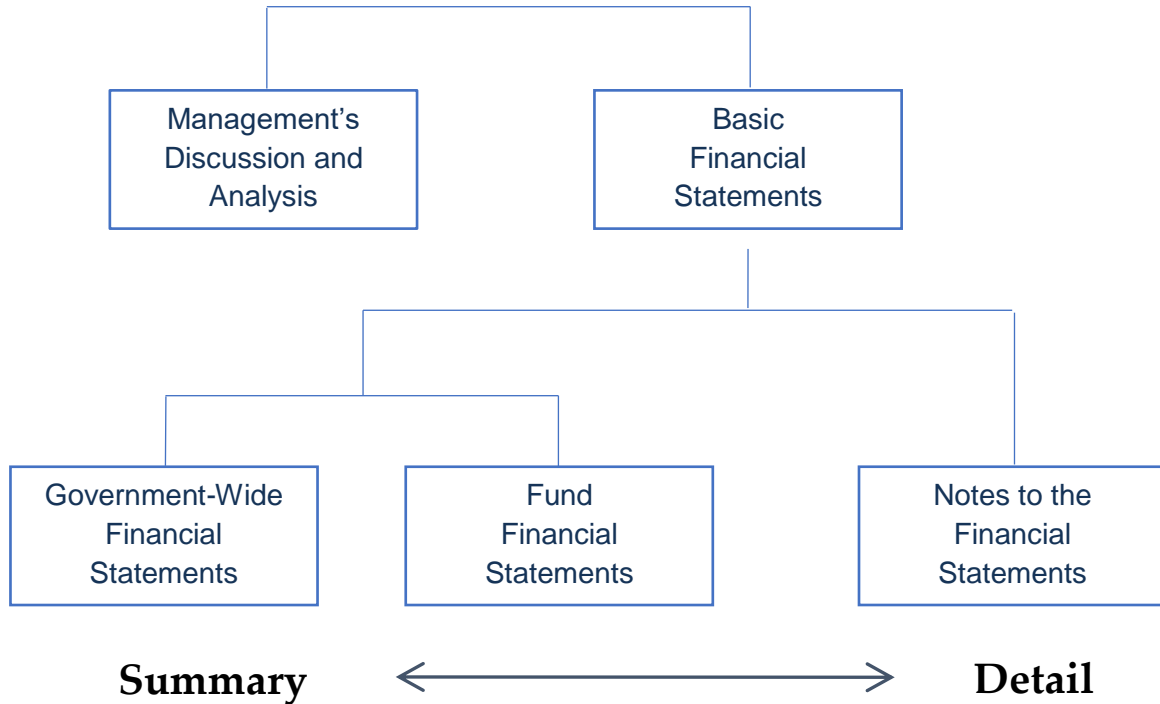 Management’s
Discussion and
Analysis
Basic
Financial
Statements
Government-Wide
Financial
Statements
Fund
Financial
Statements
Notes to the
Financial
Statements
Summary
Detail